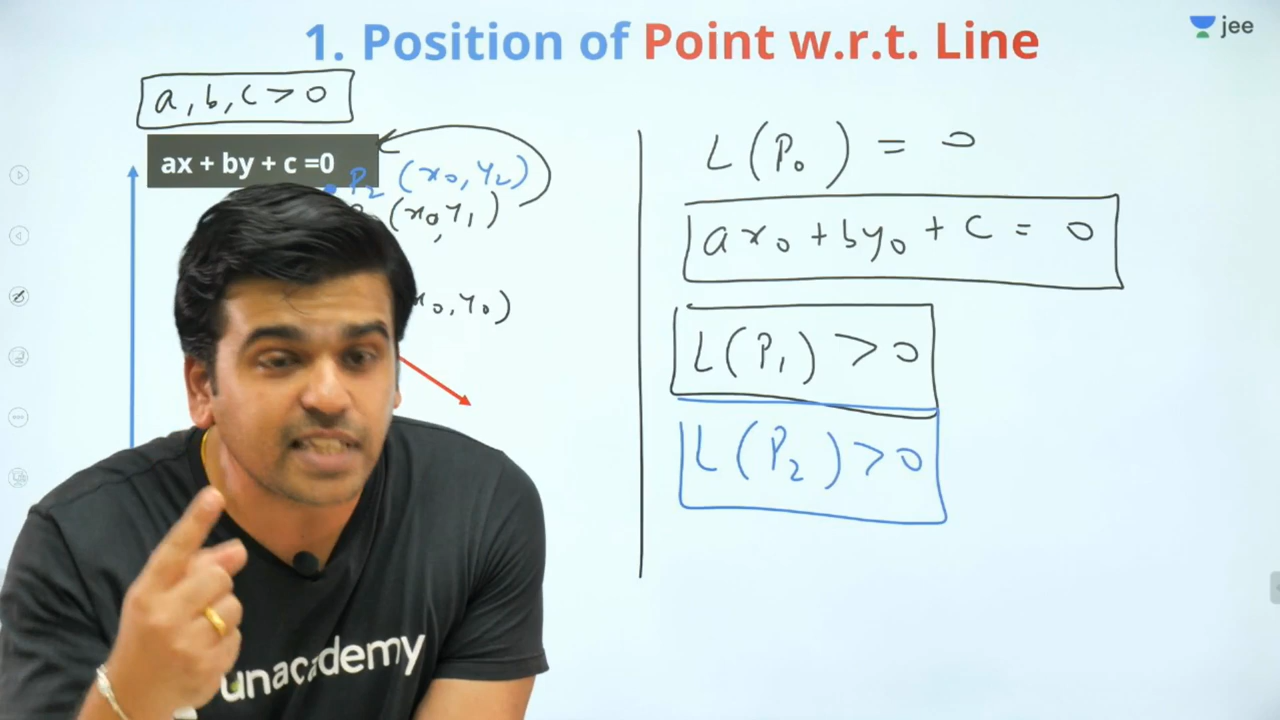 1. Position of Point w.r.t. Line
jee
a, b, c > 0
ax + by + c =0
P₂ (x₀, y₂)
(x₀, y₁)
x₀, y₀)
L(P₀) = 0
ax₀ + by₀ + c = 0
L(P₁) > 0
L(P₂) > 0
unacademy